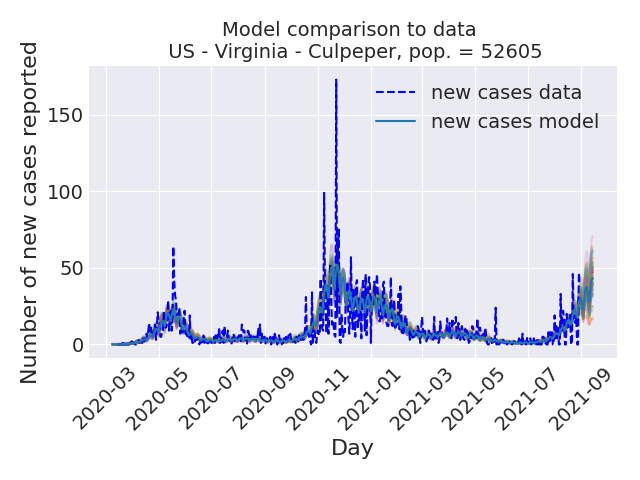 Model comparison to data
US - Virginia - Culpeper, pop. = 52605
Number of new cases reported
150
100
50
0
new cases data
new cases model
2020-03
2020-05
2020-07
2020-09
2020-11
2021-01
2021-03
2021-05
2021-07
2021-09
Day